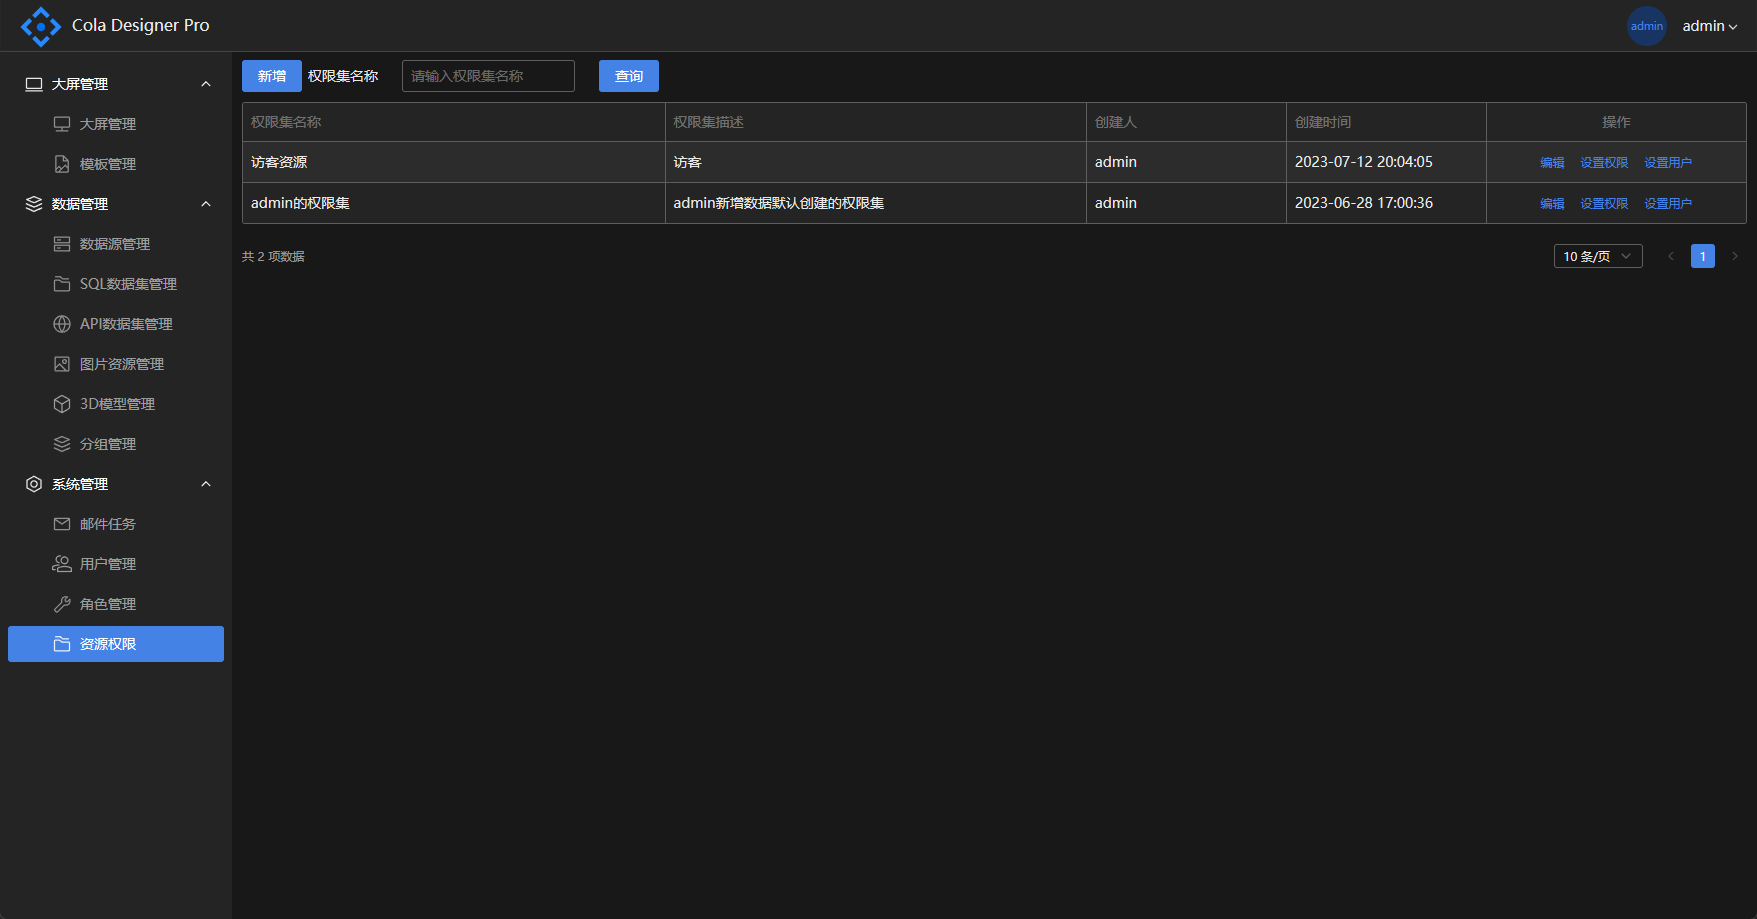 Cola Designer Pro
admin
admin
大屏管理
大屏管理
模板管理
数据管理
数据源管理
SQL数据集管理
API数据集管理
图片资源管理
3D模型管理
分组管理
系统管理
邮件任务
用户管理
角色管理
资源权限
新增 权限集名称 请输入权限集名称 查询
权限集名称 权限集描述 创建人 创建时间 操作
访客资源 访客 admin 2023-07-12 20:04:05 编辑 设置权限 设置用户
admin的权限集 admin新增数据默认创建的权限集 admin 2023-06-28 17:00:36 编辑 设置权限 设置用户
共 2 项数据 10 条/页 1